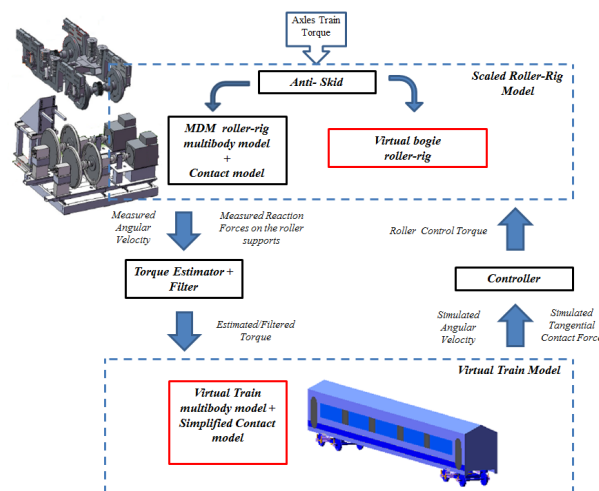 Axles Train
Torque
Anti- Skid
Scaled Roller-Rig
Model
MDM roller-rig
multibody model
+
Contact model
Virtual bogie
roller-rig
Measured
Angular
Velocity
Measured Reaction
Forces on the roller
supports
Roller Control Torque
Torque Estimator +
Filter
Controller
Estimated/Filtered
Torque
Simulated
Angular
Velocity
Simulated
Tangential
Contact Force
Virtual Train Model
Virtual Train
multibody model +
Simplified Contact
model